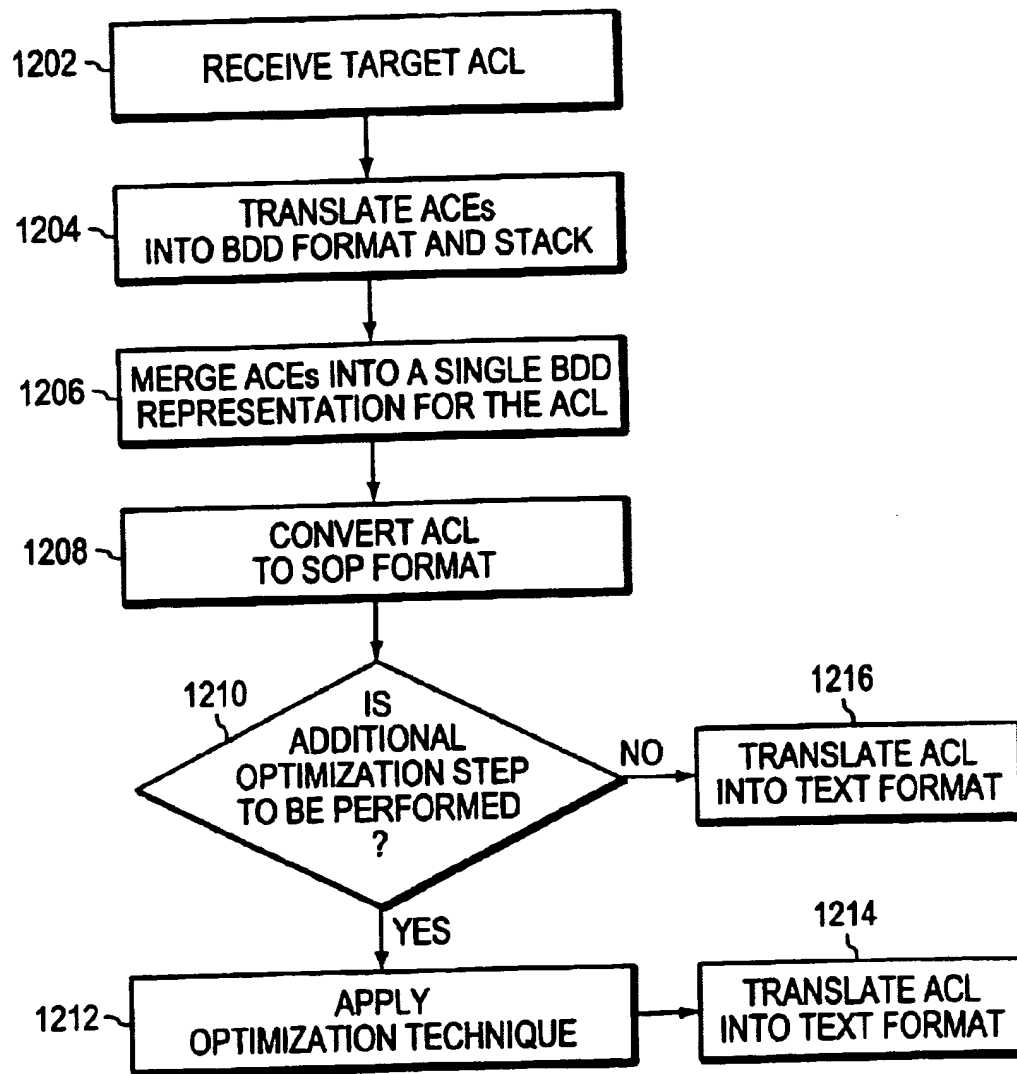 1202
RECEIVE TARGET ACL
1204
TRANSLATE ACEs
INTO BDD FORMAT AND STACK
1206
MERGE ACEs INTO A SINGLE BDD
REPRESENTATION FOR THE ACL
1208
CONVERT ACL
TO SOP FORMAT
1210
IS
ADDITIONAL
OPTIMIZATION STEP
TO BE PERFORMED
?
NO
1216
TRANSLATE ACL
INTO TEXT FORMAT
YES
1212
APPLY
OPTIMIZATION TECHNIQUE
1214
TRANSLATE ACL
INTO TEXT FORMAT